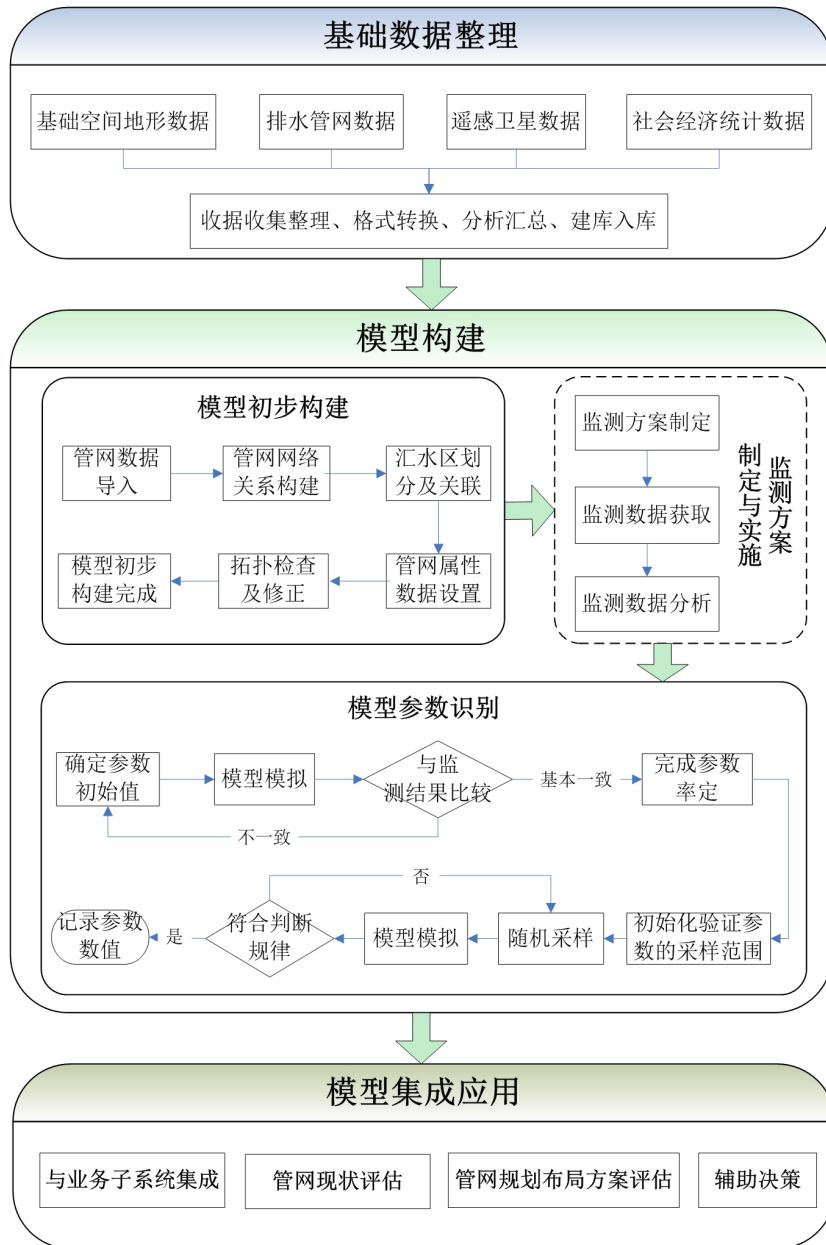 基础数据整理
基础空间地形数据
排水管网数据
遥感卫星数据
社会经济统计数据
收据收集整理、格式转换、分析汇总、建库入库
模型构建
模型初步构建
管网数据
导入
管网网络
关系构建
汇水区划
分及关联
模型初步
构建完成
拓扑检查
及修正
管网属性
数据设置
监测方案制定
监测数据获取
监测数据分析
监测方案
制定与实施
模型参数识别
确定参数
初始值
模型模拟
与监
测结果比较
基本一致
完成参数
率定
不一致
否
记录参数
数值
是
符合判断
规律
模型模拟
随机采样
初始化验证参
数的采样范围
模型集成应用
与业务子系统集成
管网现状评估
管网规划布局方案评估
辅助决策